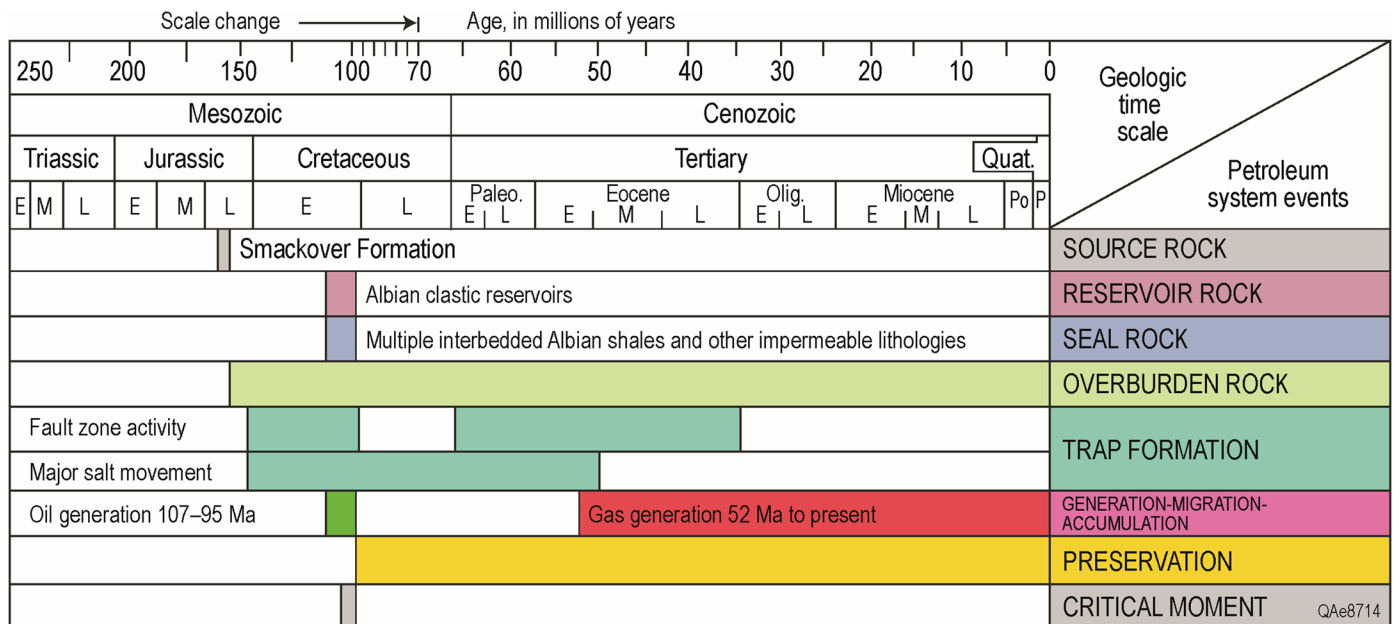 Scale change Age, in millions of years
250 200 150 100 70 60 50 40 30 20 10 0
Geologic
time
scale
Petroleum
system events
Mesozoic Cenozoic
Triassic Jurassic Cretaceous Tertiary Quat.
Paleo. Eocene Olig. Miocene
E M L E M L E L E L E M L E L E M L Po P
Smackover Formation SOURCE ROCK
Albian clastic reservoirs RESERVOIR ROCK
Multiple interbedded Albian shales and other impermeable lithologies SEAL ROCK
OVERBURDEN ROCK
Fault zone activity
TRAP FORMATION
Major salt movement
Oil generation 107–95 Ma Gas generation 52 Ma to present
GENERATION-MIGRATION-
ACCUMULATION
PRESERVATION
CRITICAL MOMENT QAe8714